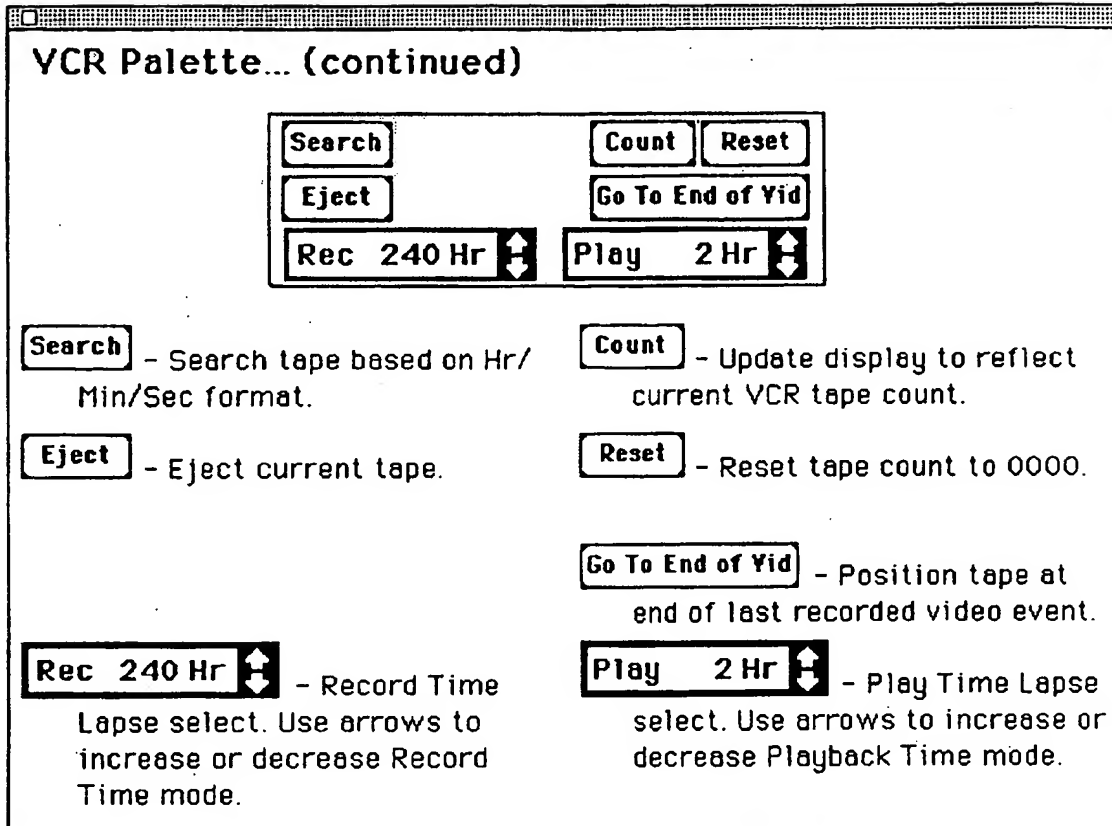 VCR Palette... (continued)
Search Count Reset
Eject Go To End of Vid
Rec 240 Hr Play 2 Hr
Search - Search tape based on Hr/
Min/Sec format.
Count - Update display to reflect
current VCR tape count.
Eject - Eject current tape.
Reset - Reset tape count to 0000.
Go To End of Vid - Position tape at
end of last recorded video event.
Rec 240 Hr - Record Time
Lapse select. Use arrows to
increase or decrease Record
Time mode.
Play 2 Hr - Play Time Lapse
select. Use arrows to increase or
decrease Playback Time mode.